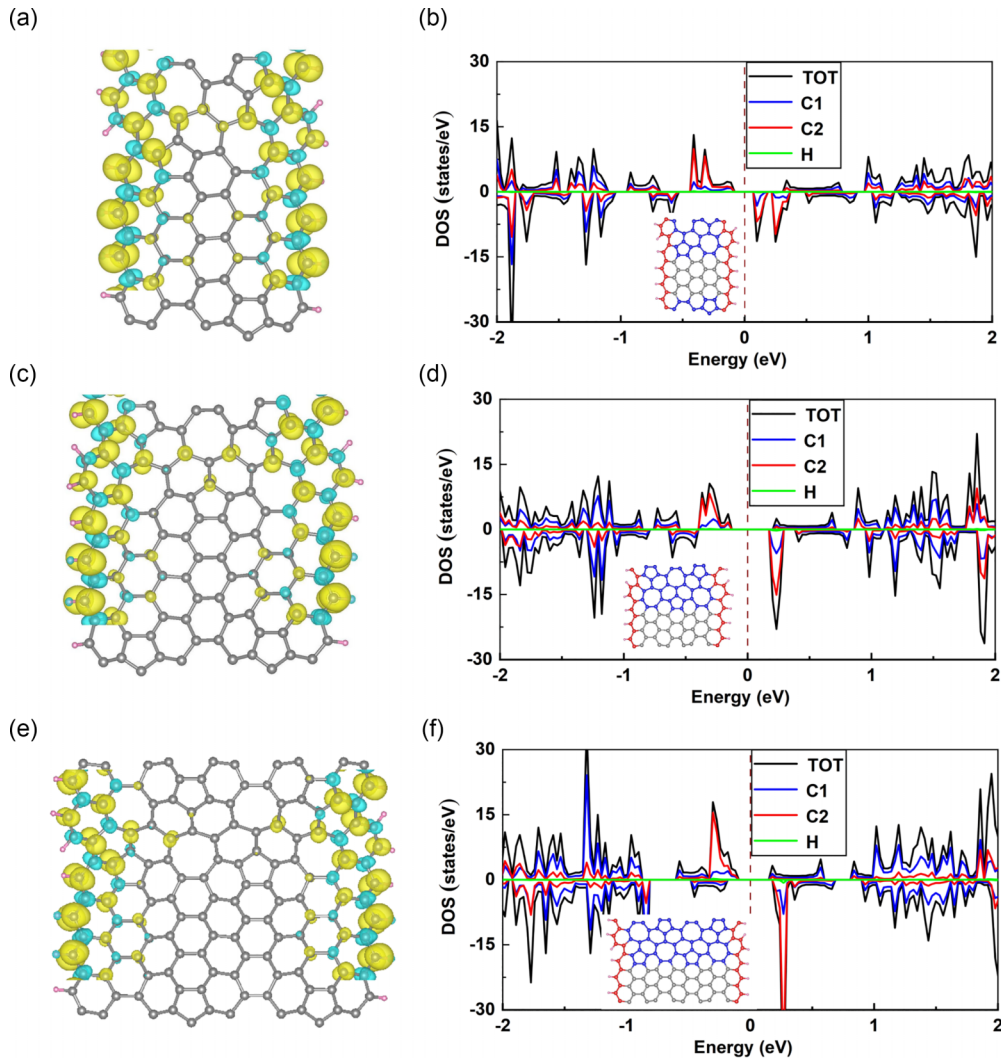 (a)
(b)
30
15
0
-15
-30
DOS (states/eV)
TOT
C1
C2
H
-2
-1
0
1
2
Energy (eV)
(c)
(d)
30
15
0
-15
-30
DOS (states/eV)
TOT
C1
C2
H
-2
-1
0
1
2
Energy (eV)
(e)
(f)
30
15
0
-15
-30
DOS (states/eV)
TOT
C1
C2
H
-2
-1
0
1
2
Energy (eV)